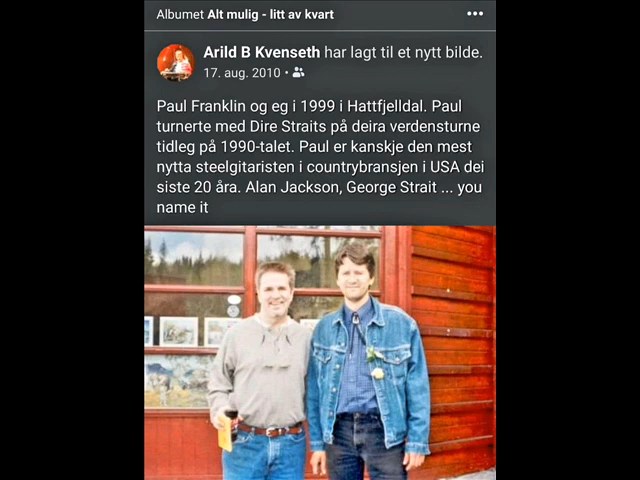 Albumet Alt mulig - litt av kvart
Arild B Kvenseth har lagt til et nytt bilde.
17. aug. 2010 •
Paul Franklin og eg i 1999 i Hattfjelldal. Paul
turnerte med Dire Straits på deira verdensturne
tidleg på 1990-talet. Paul er kanskje den mest
nytta steelgitaristen i countrybransjen i USA dei
siste 20 åra. Alan Jackson, George Strait ... you
name it